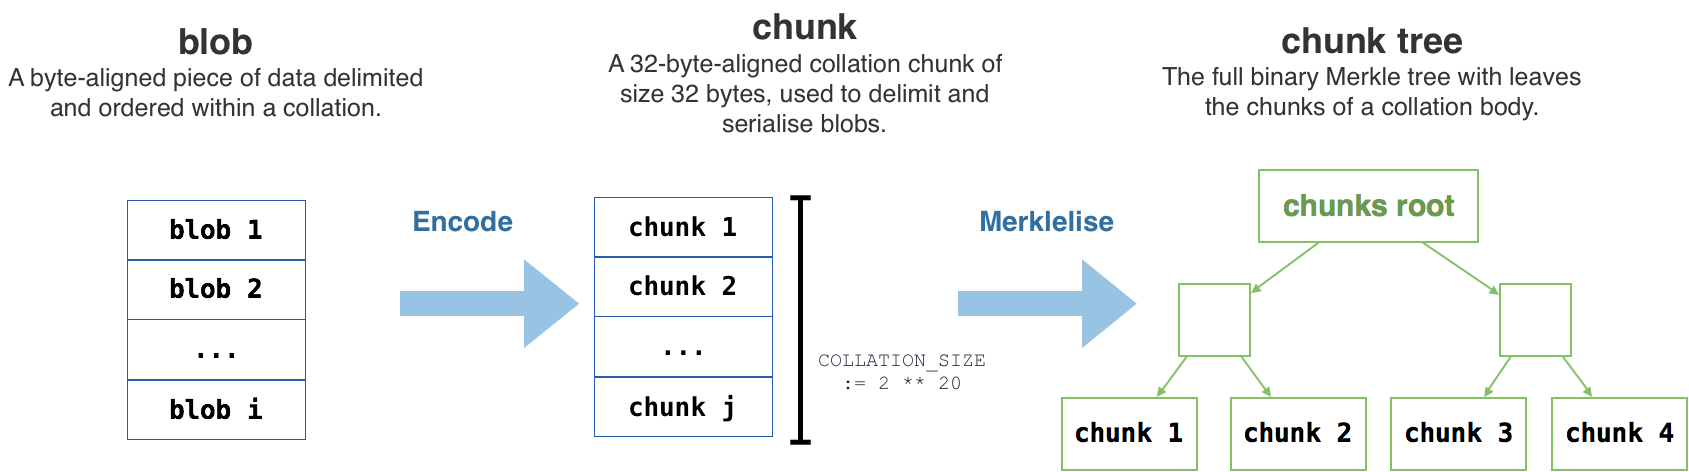 blob
A byte-aligned piece of data delimited
and ordered within a collation.
blob 1
blob 2
...
blob i
Encode
chunk
A 32-byte-aligned collation chunk of
size 32 bytes, used to delimit and
serialise blobs.
chunk 1
chunk 2
...
chunk j
COLLATION_SIZE
:= 2 ** 20
Merklelise
chunk tree
The full binary Merkle tree with leaves
the chunks of a collation body.
chunks root
chunk 1
chunk 2
chunk 3
chunk 4